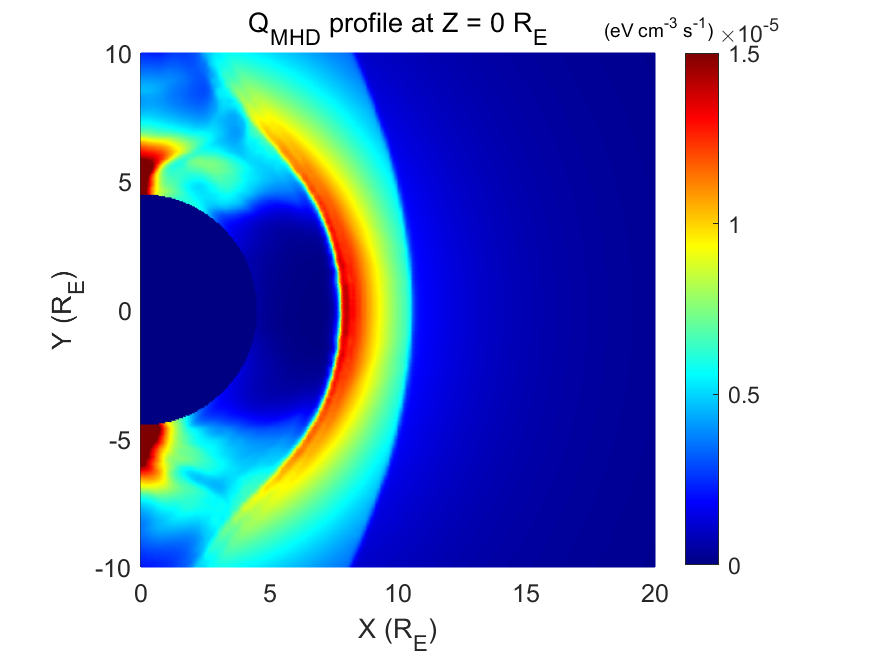 Q_MHD profile at Z = 0 R_E
(eV cm^-3 s^-1) ×10^-5
10
5
0
-5
-10
Y (R_E)
0 5 10 15 20
X (R_E)
1.5
1
0.5
0